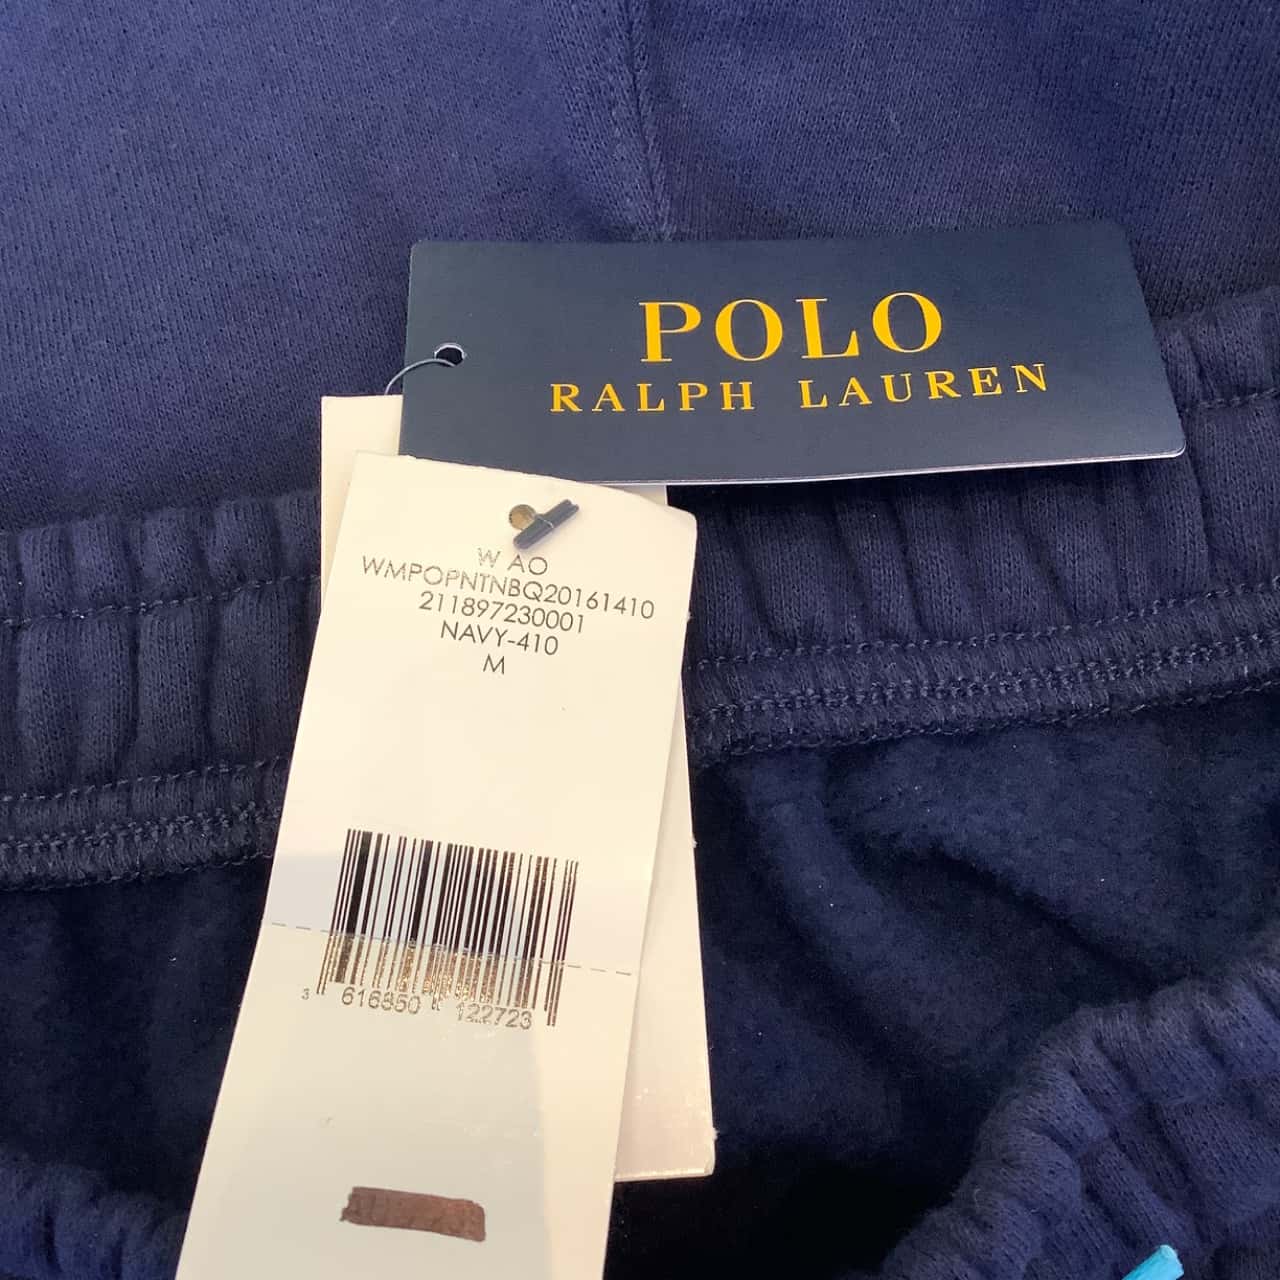 POLO
RALPH LAUREN
W AO
WMPOPNTNBQ20161410
211897230001
NAVY-410
M
3 616850 122723